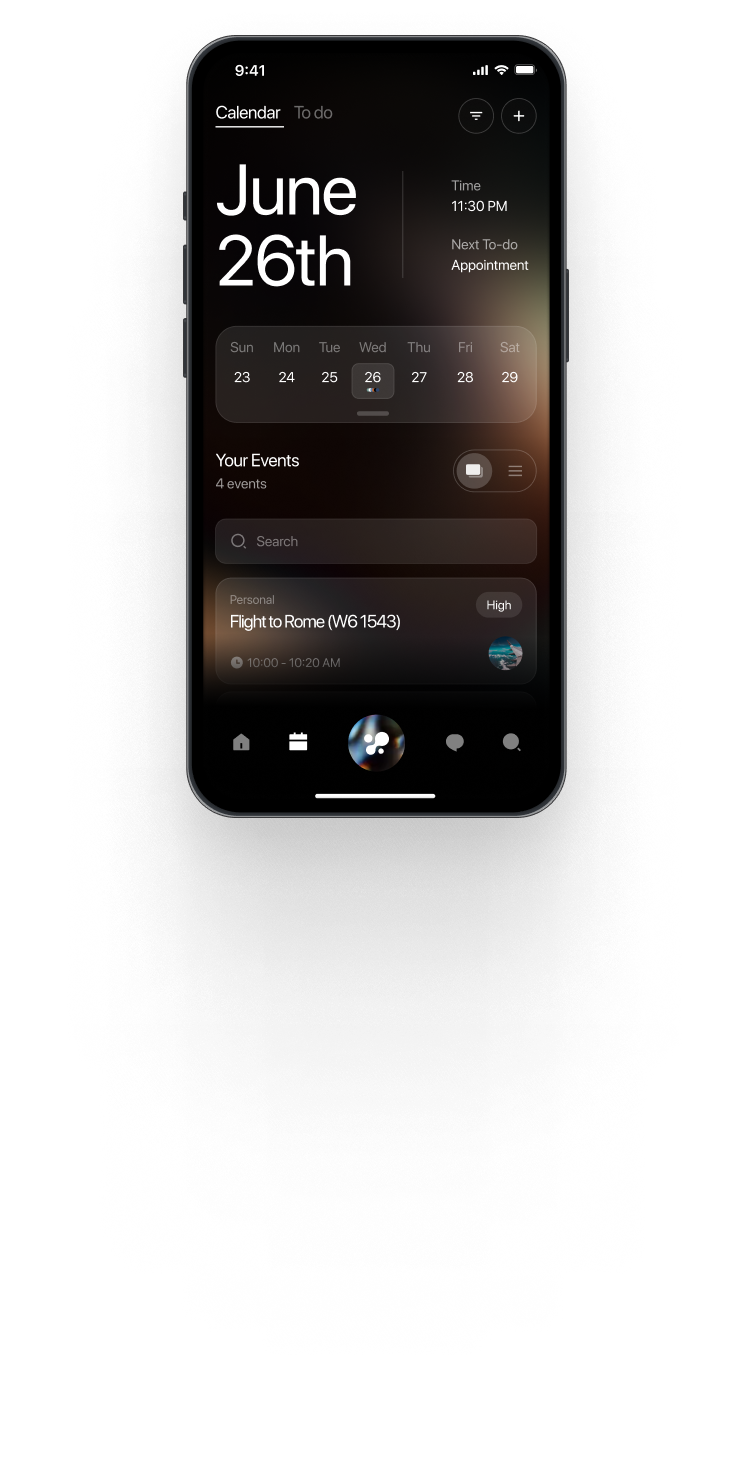 9:41
Calendar To do
June
26th
Time
11:30 PM
Next To-do
Appointment
Sun Mon Tue Wed Thu Fri Sat
23 24 25 26 27 28 29
Your Events
4 events
Search
Personal
High
Flight to Rome (W6 1543)
10:00 - 10:20 AM